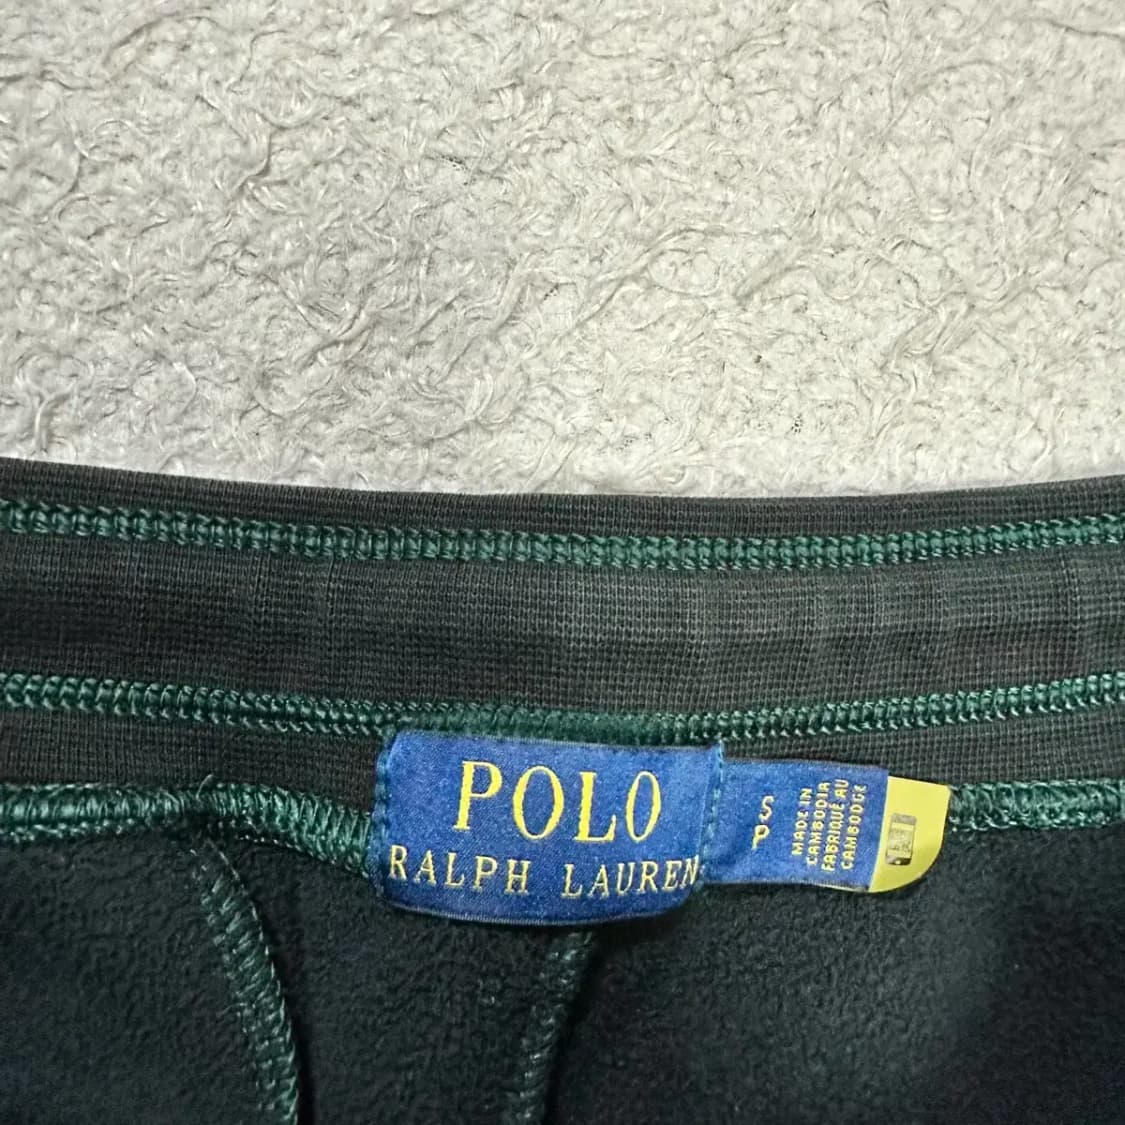 POLO
RALPH LAUREN
S
P
MADE IN
CAMBODIA
FABRIQUÉ AU
CAMBODGE